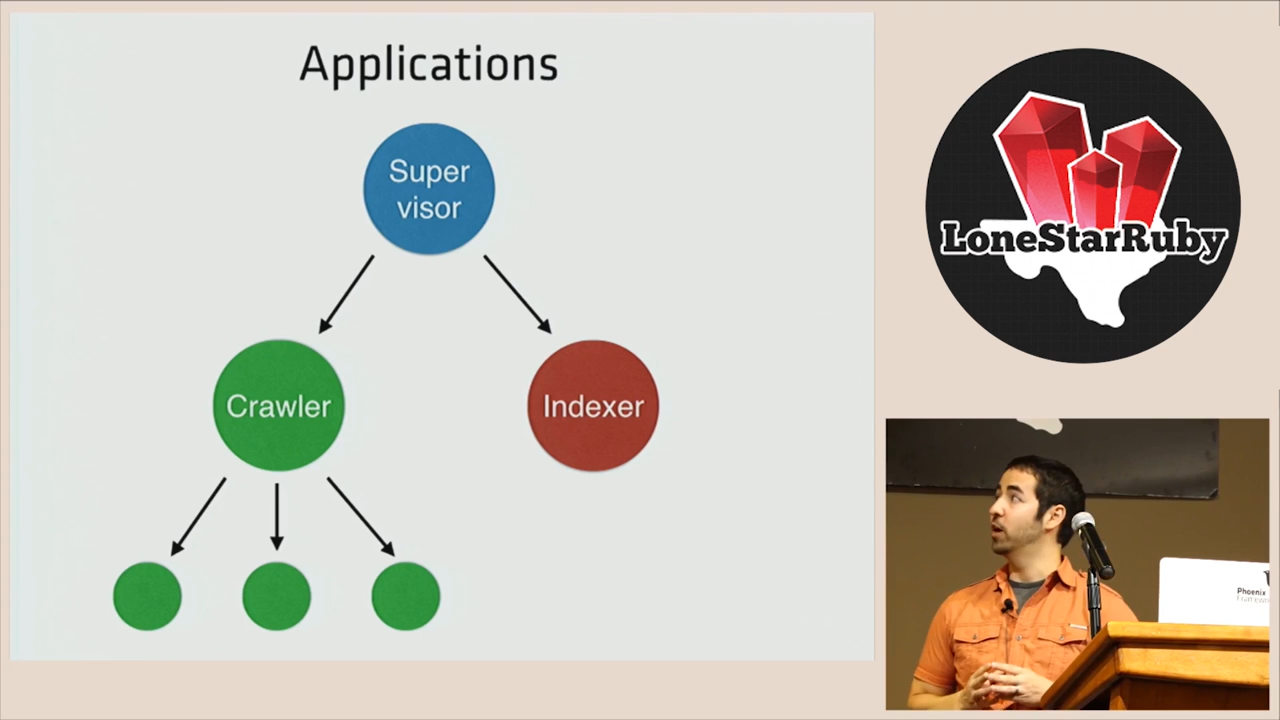 Applications
Super
visor
Crawler
Indexer
LoneStarRuby
Phoenix